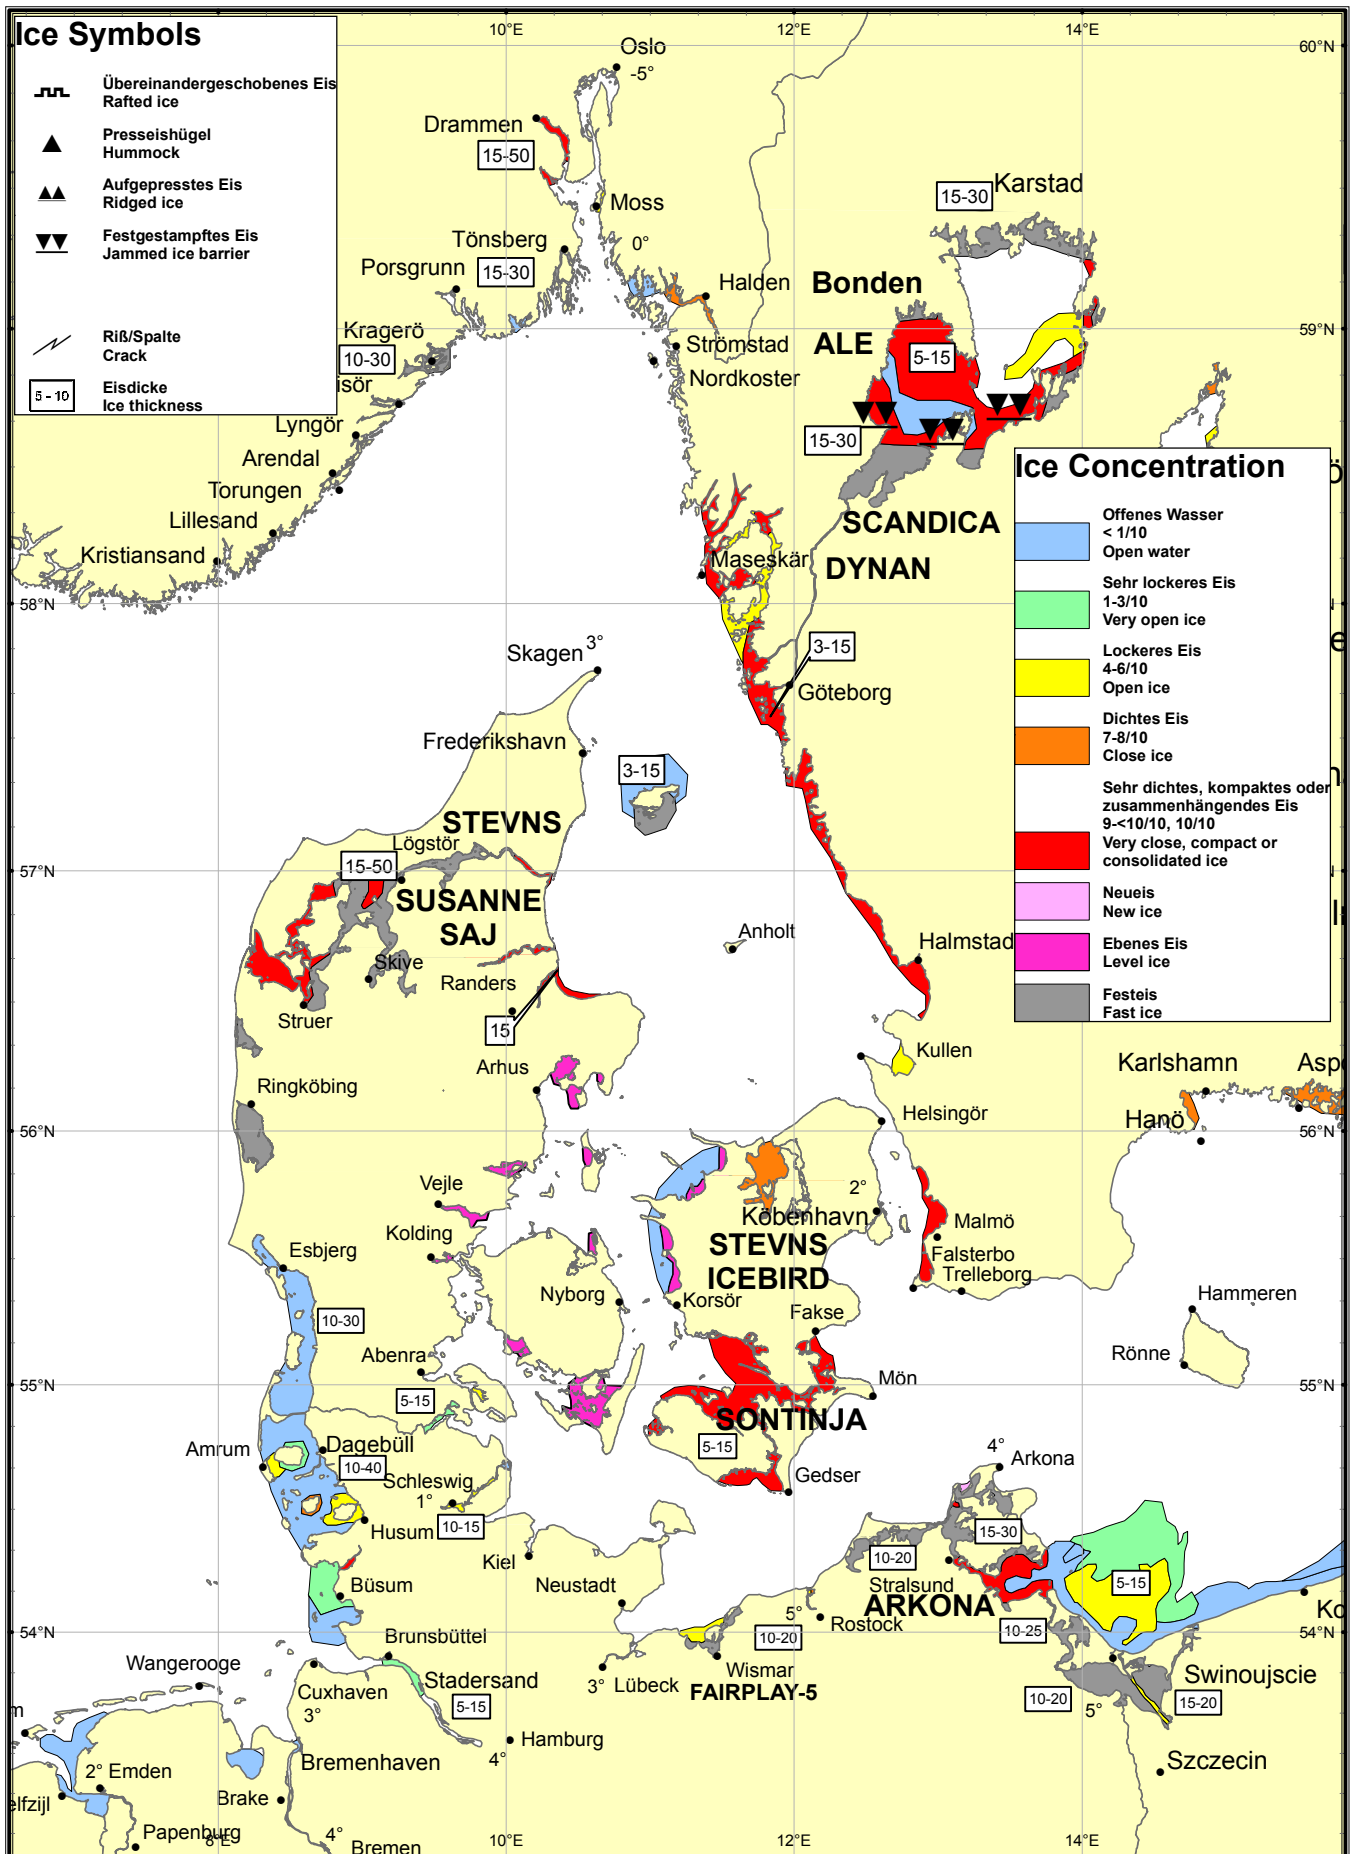 10°E
12°E
14°E
60°N
Ice Symbols
Übereinandergeschobenes Eis
Rafted ice
Presseishügel
Hummock
Aufgepresstes Eis
Ridged ice
Festgestampftes Eis
Jammed ice barrier
Riß/Spalte
Crack
5 - 10
Eisdicke
Ice thickness
Oslo
-5°
Drammen
15-50
Karstad
15-30
Moss
0°
Tönsberg
Porsgrunn
15-30
Halden
Bonden
Kragerö
59°N
10-30
ALE
5-15
Strömstad
Nordkoster
isör
Lyngör
15-30
Arendal
Torungen
Lillesand
Kristiansand
SCANDICA
Maseskär
DYNAN
58°N
Ice Concentration
Offenes Wasser
< 1/10
Open water
Sehr lockeres Eis
1-3/10
Very open ice
Lockeres Eis
4-6/10
Open ice
Dichtes Eis
7-8/10
Close ice
Sehr dichtes, kompaktes oder
zusammenhängendes Eis
9-<10/10, 10/10
Very close, compact or
consolidated ice
Neueis
New ice
Ebenes Eis
Level ice
Festeis
Fast ice
Skagen
3°
3-15
Göteborg
Frederikshavn
3-15
STEVNS
Lögstör
15-50
57°N
SUSANNE
SAJ
Anholt
Halmstad
Skive
Randers
Struer
15
Kullen
Arhus
Karlshamn
Asp
Ringköbing
Helsingör
Hanö
56°N
56°N
Vejle
2°
Köbenhavn
Malmö
Kolding
STEVNS
Falsterbo
Esbjerg
ICEBIRD
Trelleborg
Nyborg
Korsör
Hammeren
10-30
Fakse
Abenra
Rönne
55°N
Mön
55°N
5-15
SONTINJA
Amrum
Dagebüll
5-15
4°
Arkona
10-40
Schleswig
Gedser
1°
Husum
10-15
15-30
Kiel
10-20
Büsum
Neustadt
Stralsund
5-15
ARKONA
Ko
5°
Rostock
54°N
10-25
54°N
Brunsbüttel
10-20
Wangerooge
Wismar
Cuxhaven
Stadersand
3°
Lübeck
Swinoujscie
FAIRPLAY-5
10-20
15-20
3°
5-15
5°
Hamburg
Bremenhaven
4°
2°
Emden
Szczecin
elfzijl
Brake
Papenburg
8°E
4°
10°E
12°E
14°E
Bremen